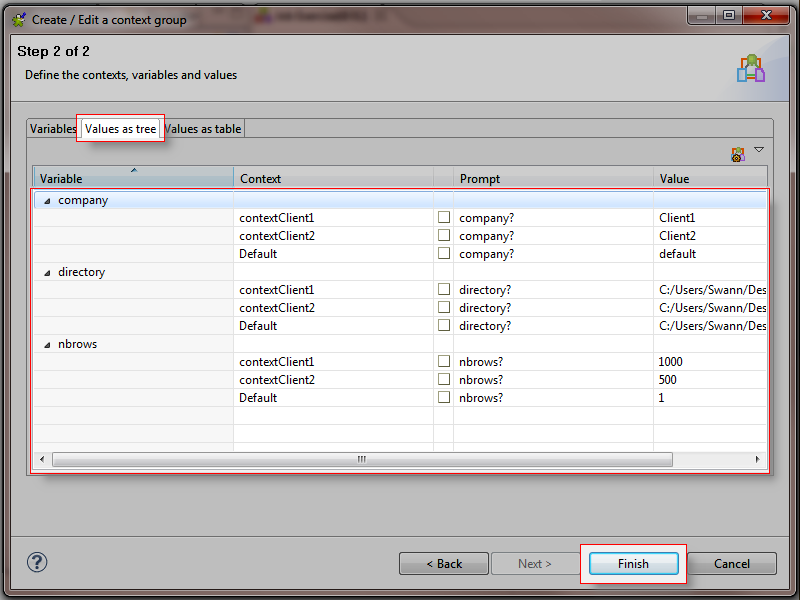 Create / Edit a context group
Step 2 of 2
Define the contexts, variables and values
Variables Values as tree Values as table
Variable Context Prompt Value
company
contextClient1 company? Client1
contextClient2 company? Client2
Default company? default
directory
contextClient1 directory? C:/Users/Swann/Des
contextClient2 directory? C:/Users/Swann/Des
Default directory? C:/Users/Swann/Des
nbrows
contextClient1 nbrows? 1000
contextClient2 nbrows? 500
Default nbrows? 1
? < Back Next > Finish Cancel